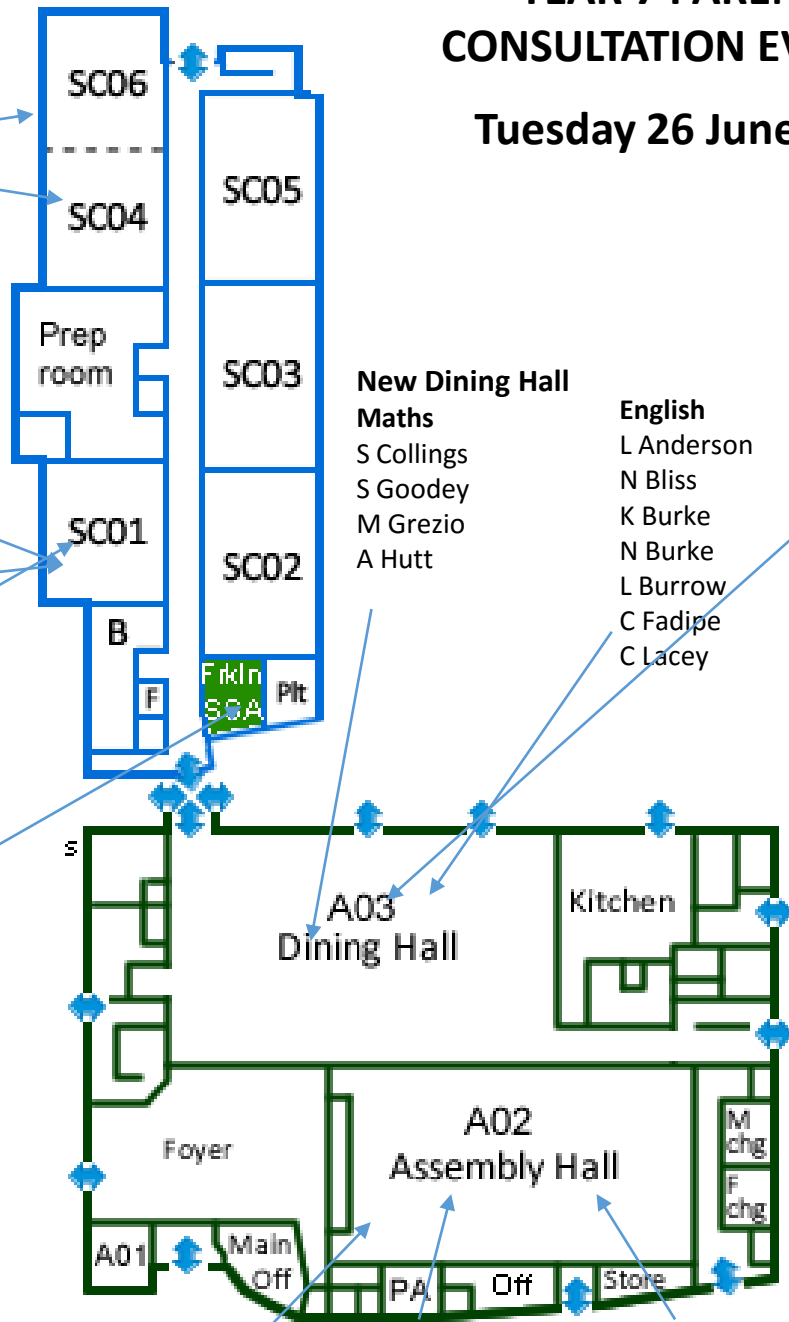 CONSULTATION EV
Tuesday 26 June
SC06
SC04
SC05
Prep
room
SC03
New Dining Hall
Maths
S Collings
S Goodey
M Grezio
A Hutt
English
L Anderson
N Bliss
K Burke
N Burke
L Burrow
C Fadipe
C Lacey
SC01
SC02
B
F
Frkln
SGA
Plt
s
A03
Dining Hall
Kitchen
Foyer
A02
Assembly Hall
M
chg
F
chg
A01
Main
Off
PA
Off
Store